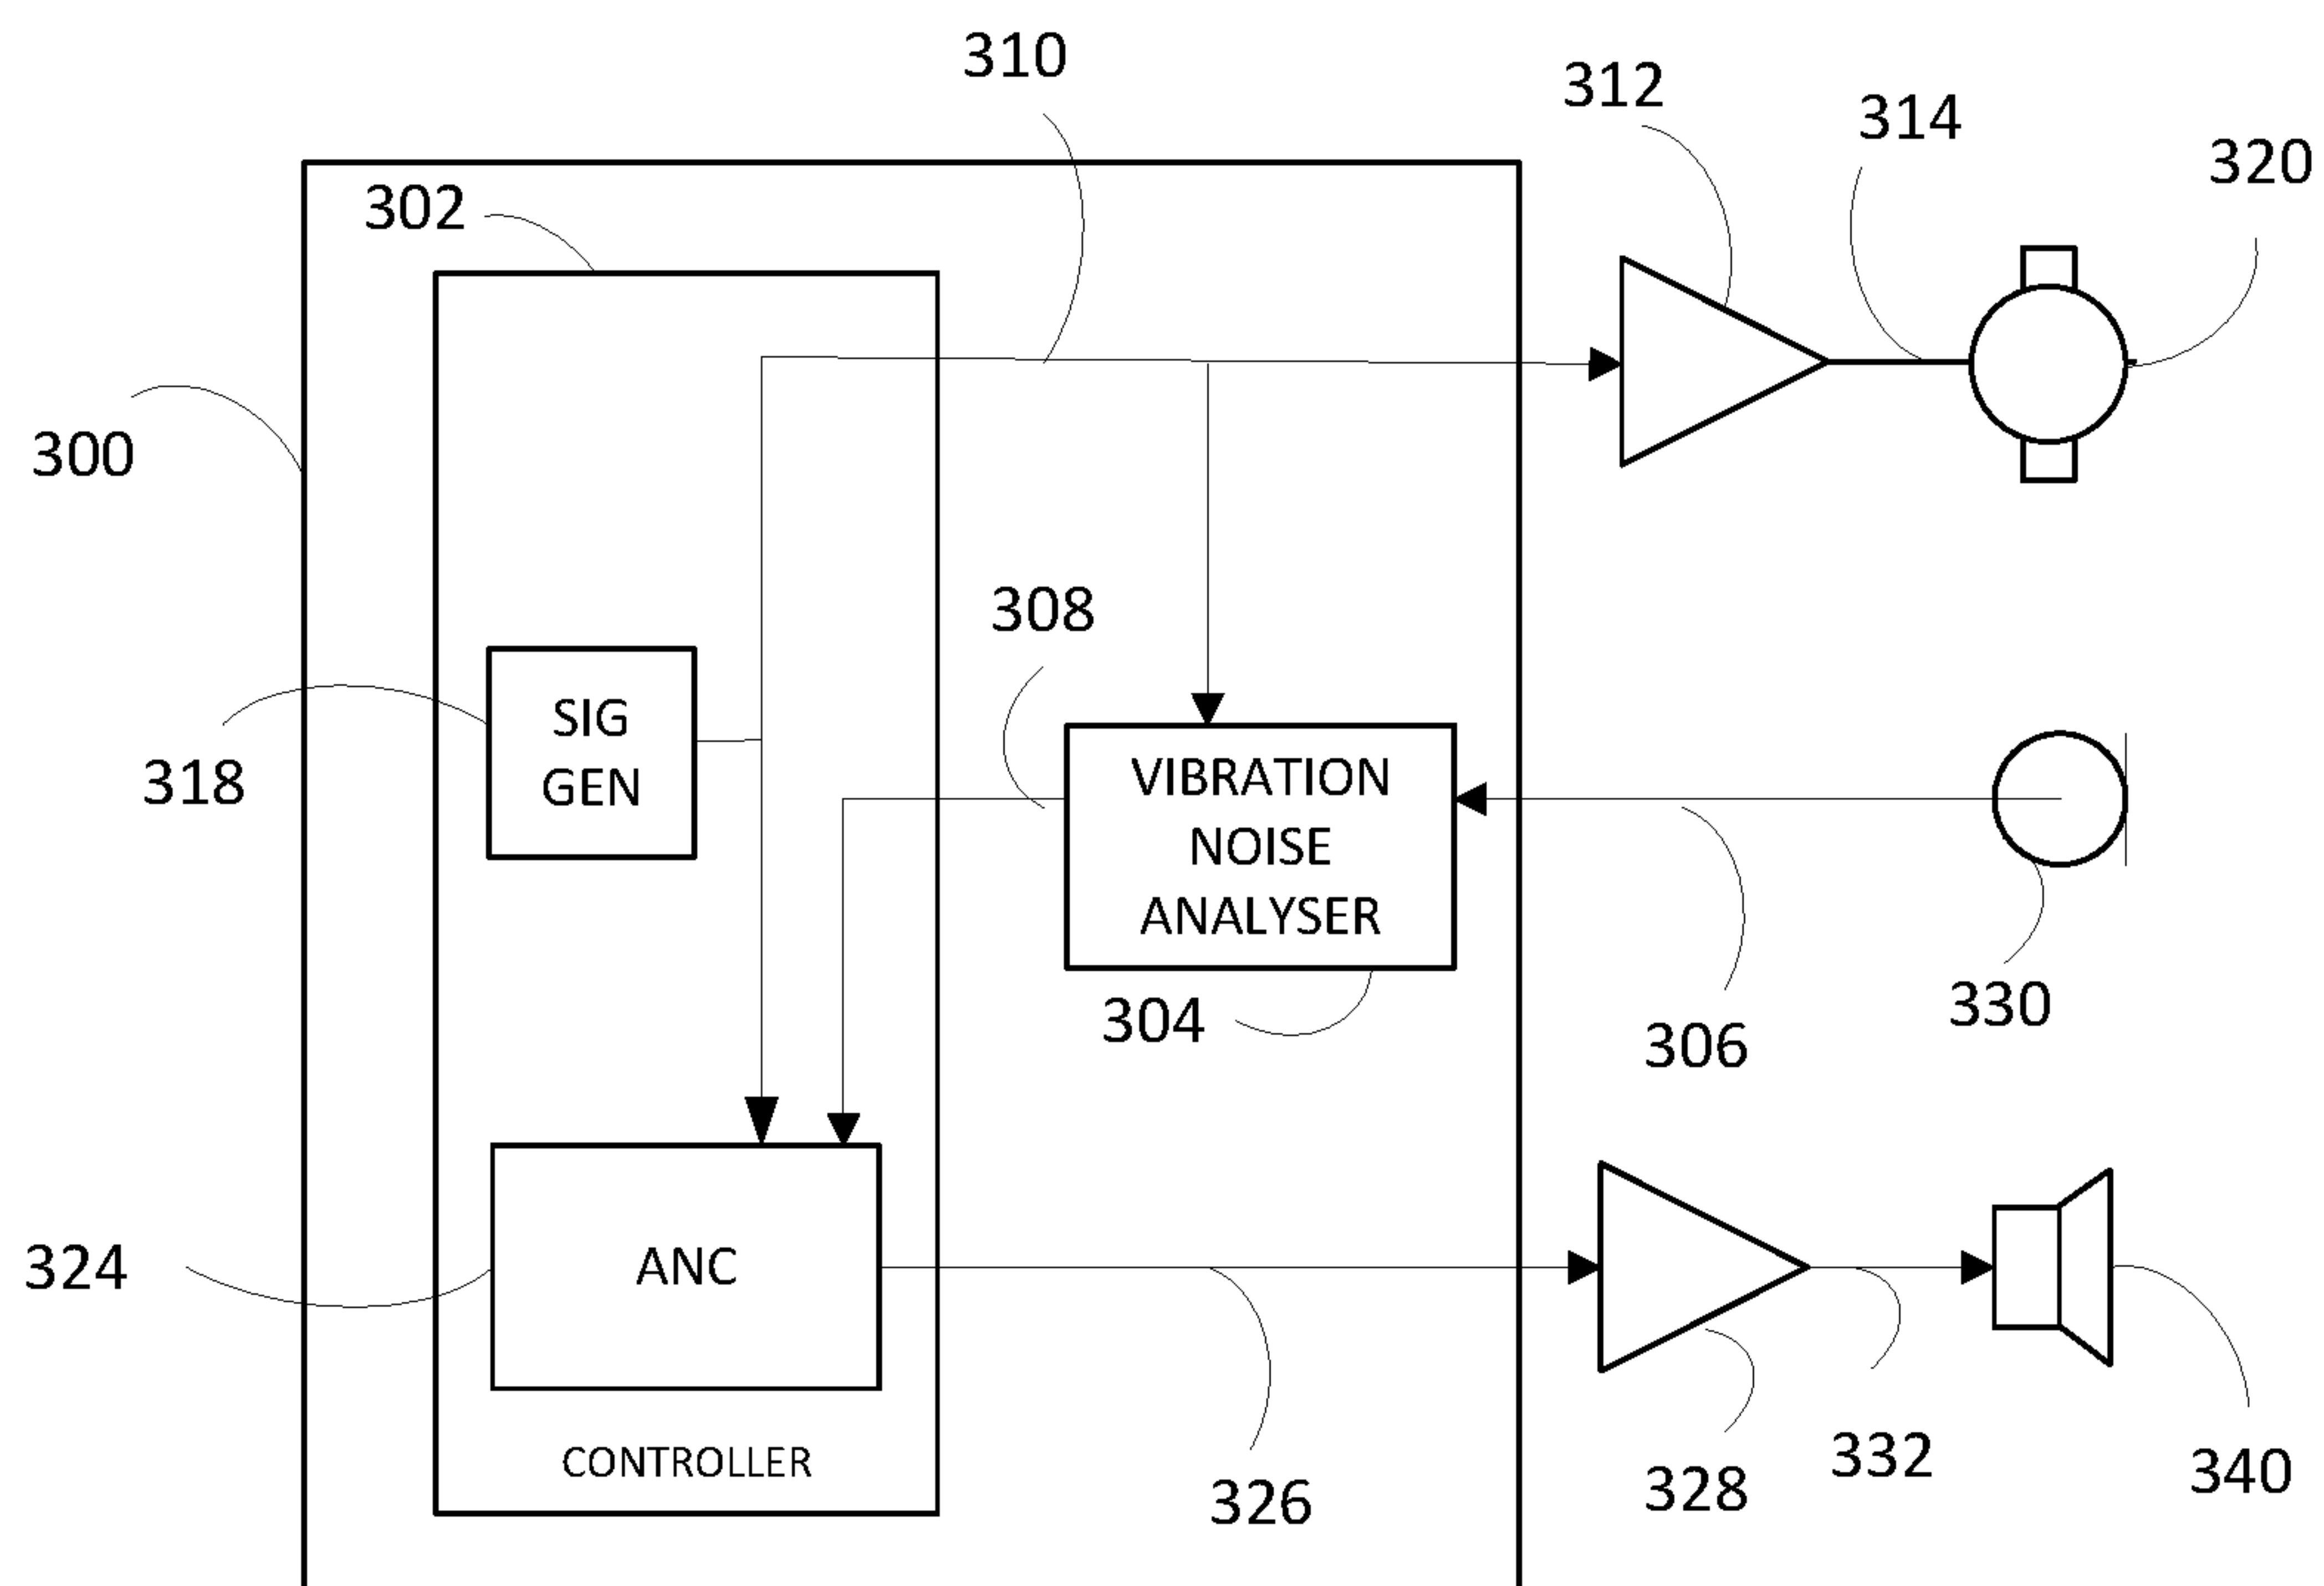 310
312
314
320
302
300
308
SIG
GEN
318
VIBRATION
NOISE
ANALYSER
304
306
330
324
ANC
CONTROLLER
326
328
332
340